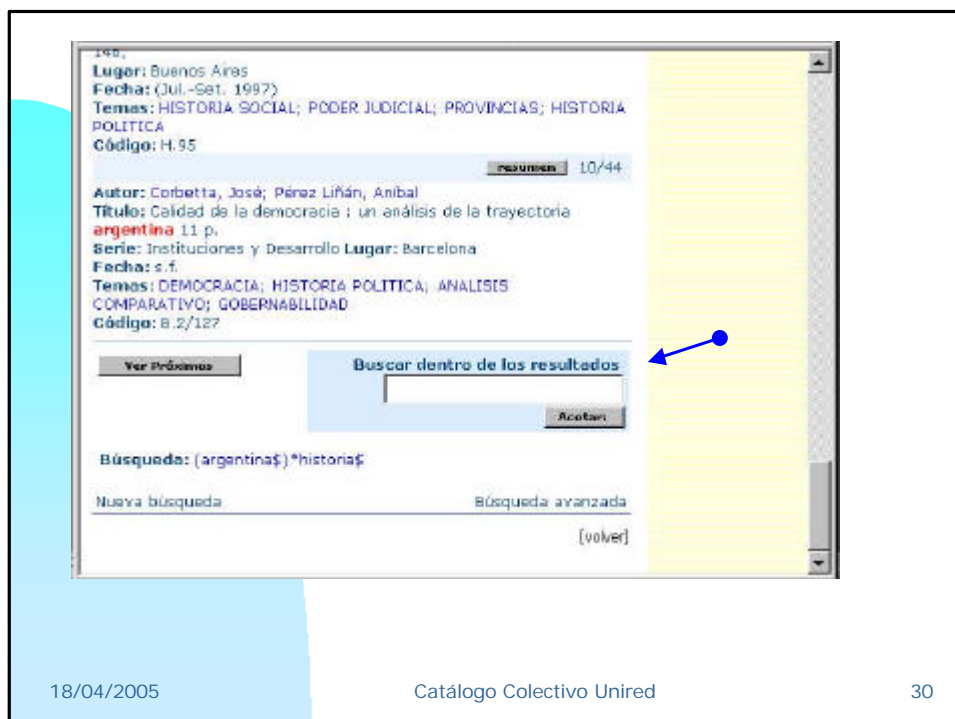 Lugar: Buenos Aires
Fecha: (Jul.-Set. 1997)
Temas: HISTORIA SOCIAL; PODER JUDICIAL; PROVINCIAS; HISTORIA
POLITICA
Código: H.95
resumen 10/44
Autor: Corbetta, José; Pérez Liñán, Aníbal
Título: Calidad de la democracia : un análisis de la trayectoria
argentina 11 p.
Serie: Instituciones y Desarrollo Lugar: Barcelona
Fecha: s.f.
Temas: DEMOCRACIA; HISTORIA POLITICA; ANALISIS
COMPARATIVO; GOBERNABILIDAD
Código: B.2/127
Ver Próximos
Buscar dentro de los resultados
Acotar
Búsqueda: (argentina$)*historia$
Nueva búsqueda Búsqueda avanzada
[volver]
18/04/2005 Catálogo Colectivo Unired 30